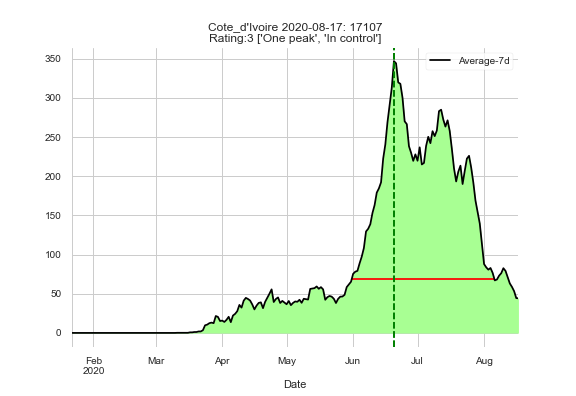 Cote_d'Ivoire 2020-08-17: 17107
Rating:3 ['One peak', 'In control']
Average-7d
350
300
250
200
150
100
50
0
Feb Mar Apr May Jun Jul Aug
2020
Date